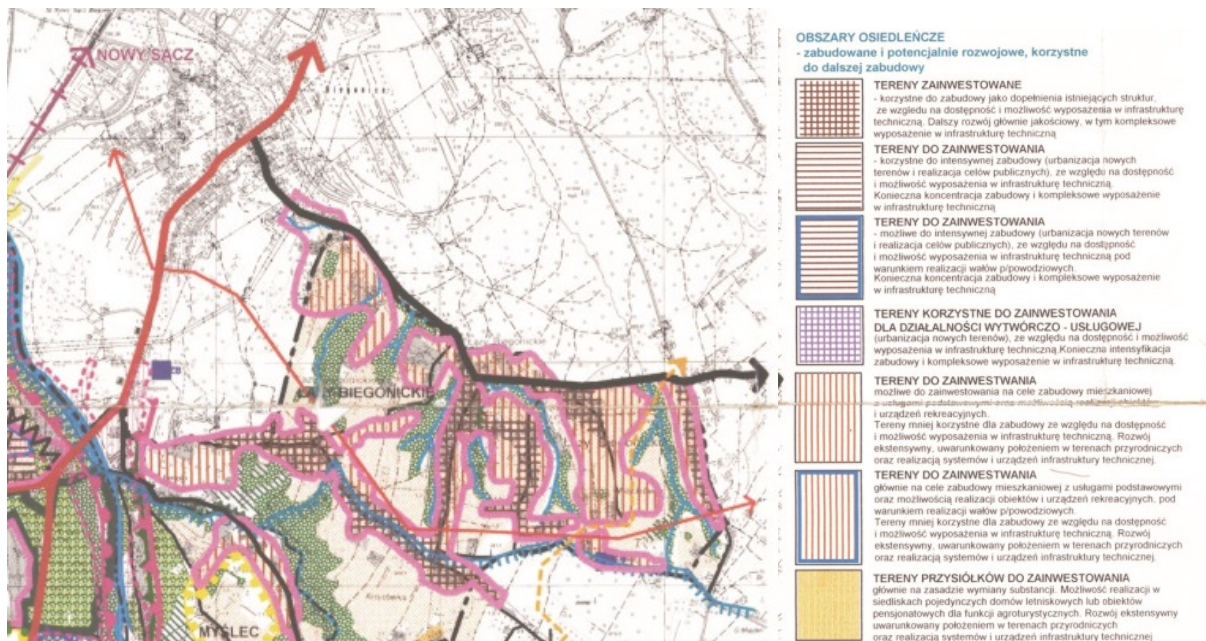 NOWY SĄCZ
Biegonice
EB
ŁAZY BIEGONICKIE
MYŚLEC
OBSZARY OSIEDLEŃCZE
- zabudowane i potencjalnie rozwojowe, korzystne
do dalszej zabudowy
TERENY ZAINWESTOWANE
- korzystne do zabudowy jako dopełnienia istniejących struktur,
ze względu na dostępność i możliwość wyposażenia w infrastrukturę
techniczną. Dalszy rozwój głównie jakościowy, w tym kompleksowe
wyposażenie w infrastrukturę techniczną
TERENY DO ZAINWESTOWANIA
- korzystne do intensywnej zabudowy (urbanizacja nowych
terenów i realizacja celów publicznych), ze względu na dostępność
i możliwość wyposażenia w infrastrukturę techniczną.
Konieczna koncentracja zabudowy i kompleksowe wyposażenie
w infrastrukturę techniczną
TERENY DO ZAINWESTOWANIA
- możliwe do intensywnej zabudowy (urbanizacja nowych terenów
i realizacja celów publicznych), ze względu na dostępność
i możliwość wyposażenia w infrastrukturę techniczną pod
warunkiem realizacji wałów p/powodziowych.
Konieczna koncentracja zabudowy i kompleksowe wyposażenie
w infrastrukturę techniczną
TERENY KORZYSTNE DO ZAINWESTOWANIA
DLA DZIAŁALNOŚCI WYTWÓRCZO - USŁUGOWEJ
(urbanizacja nowych terenów), ze względu na dostępność i możliwość
wyposażenia w infrastrukturę techniczną.Konieczna intensyfikacja
zabudowy i kompleksowe wyposażenie w infrastrukturę techniczną.
TERENY DO ZAINWESTWANIA
możliwe do zainwestowania na cele zabudowy mieszkaniowej
z usługami podstawowymi oraz możliwością realizacji obiektów
i urządzeń rekreacyjnych.
Tereny mniej korzystne dla zabudowy ze względu na dostępność
i możliwość wyposażenia w infrastrukturę techniczną. Rozwój
ekstensywny, uwarunkowany położeniem w terenach przyrodniczych
oraz realizacją systemów i urządzeń infrastruktury technicznej.
TERENY DO ZAINWESTWANIA
głównie na cele zabudowy mieszkaniowej z usługami podstawowymi
oraz możliwością realizacji obiektów i urządzeń rekreacyjnych, pod
warunkiem realizacji wałów p/powodziowych.
Tereny mniej korzystne dla zabudowy ze względu na dostępność
i możliwość wyposażenia w infrastrukturę techniczną. Rozwój
ekstensywny, uwarunkowany położeniem w terenach przyrodniczych
oraz realizacją systemów i urządzeń infrastruktury technicznej.
TERENY PRZYSIÓŁKÓW DO ZAINWESTOWANIA
głównie na zasadzie wymiany substancji. Możliwość realizacji w
siedliskach pojedynczych domów letniskowych lub obiektów
pensjonatowych dla funkcji agroturystycznych. Rozwój ekstensywny
uwarunkowany położeniem w terenach przyrodniczych
oraz realizacją systemów i urządzeń infrastruktury technicznej